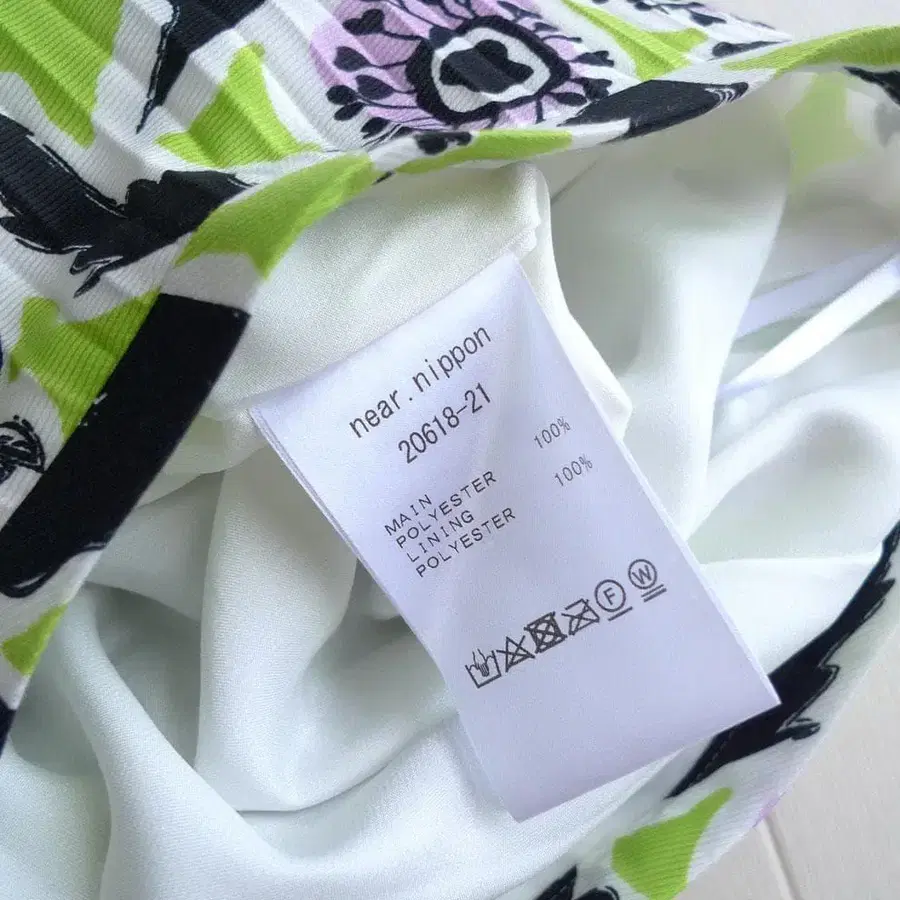 near.nippon
20618-21
MAIN
POLYESTER 100%
LINING
POLYESTER 100%
F W